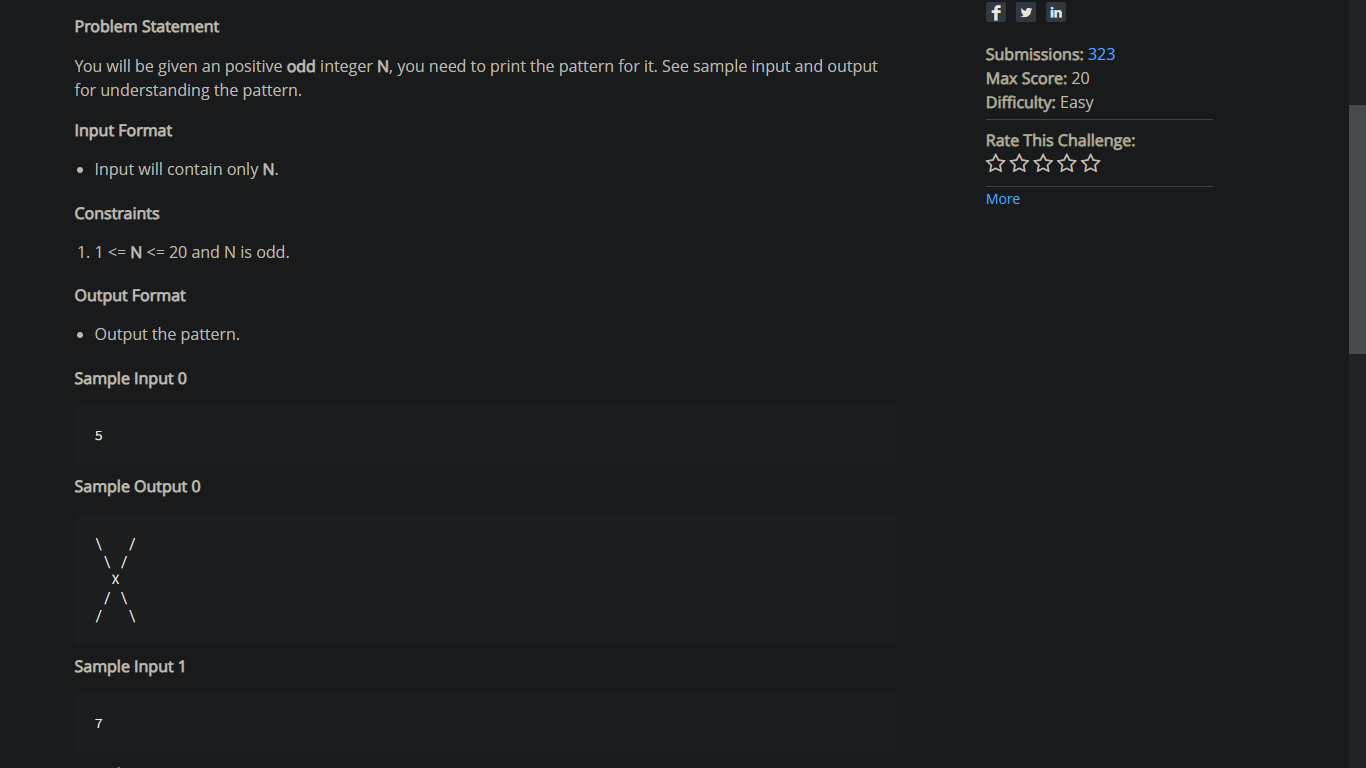 Problem Statement
You will be given an positive odd integer N, you need to print the pattern for it. See sample input and output
for understanding the pattern.
Input Format
• Input will contain only N.
Constraints
1. 1 <= N <= 20 and N is odd.
Output Format
• Output the pattern.
Sample Input 0
5
Sample Output 0
\   /
 \ /
  X
 / \
/   \
Sample Input 1
7
f in
Submissions: 323
Max Score: 20
Difficulty: Easy
Rate This Challenge:
More